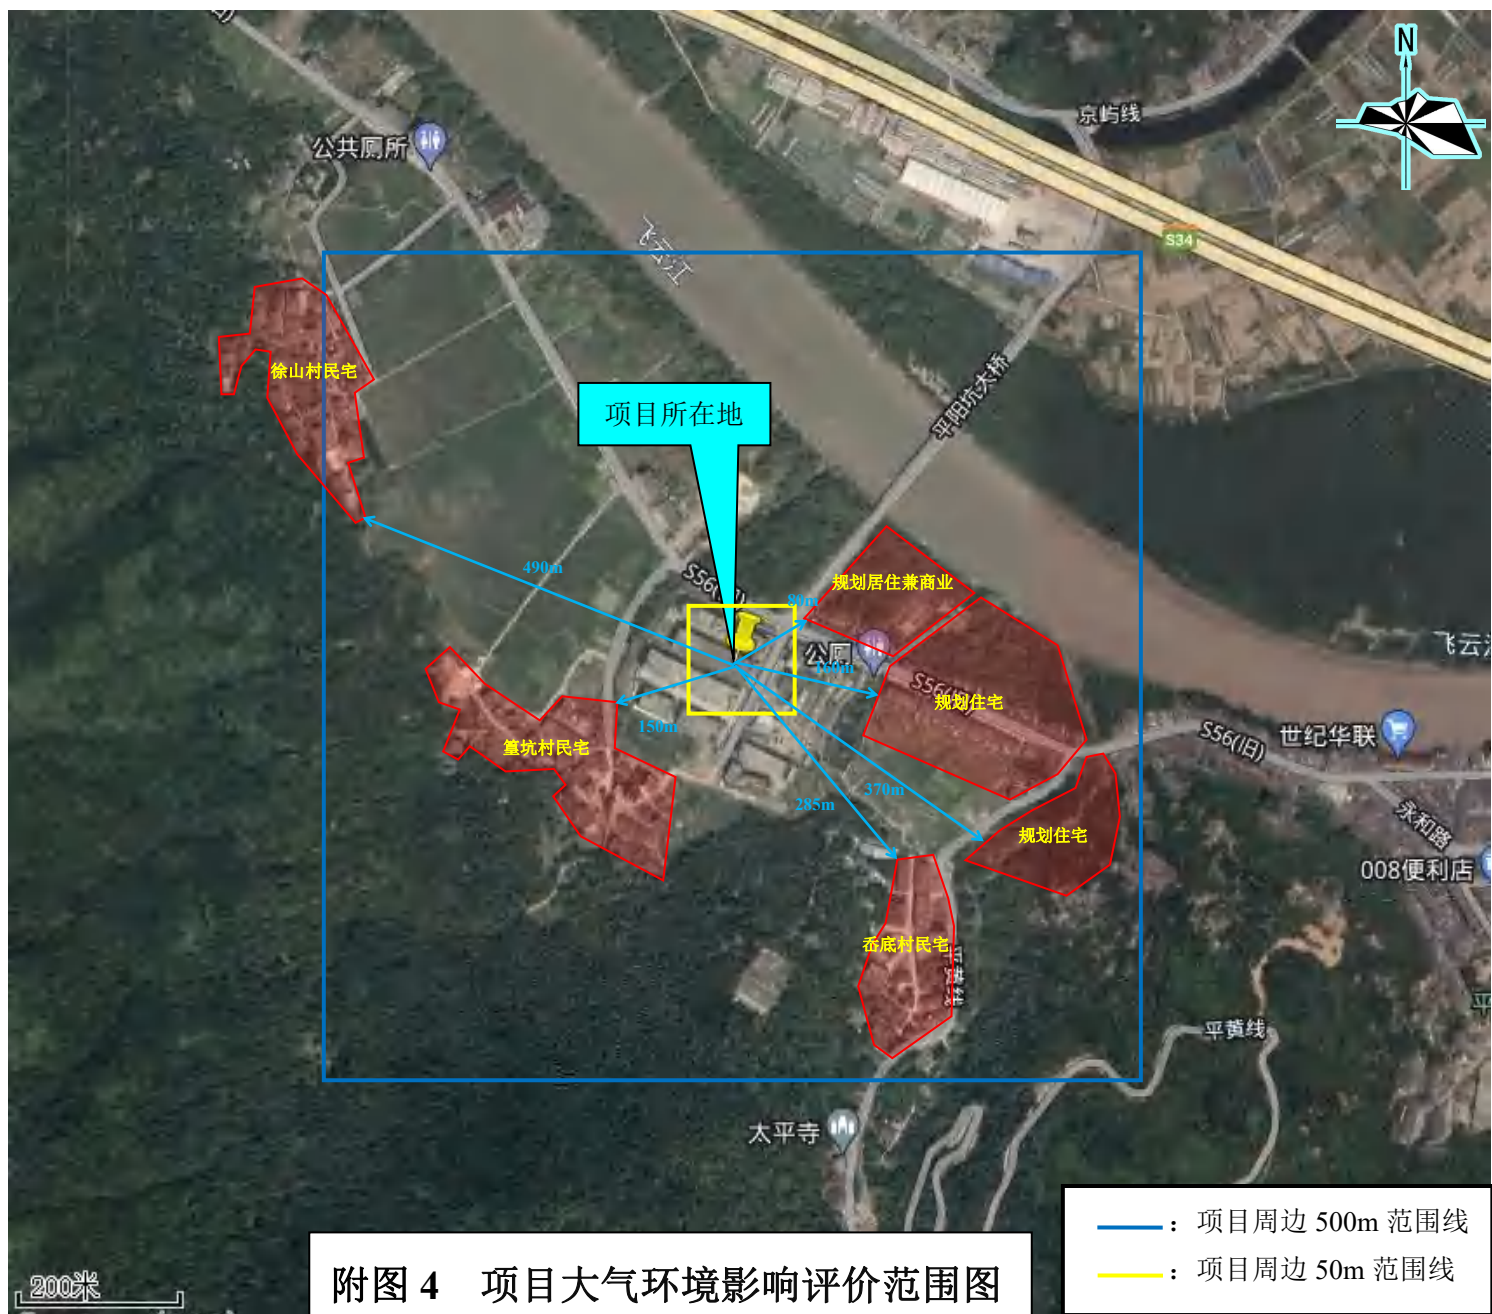 N
京屿线
公共厕所
飞云江
S34
徐山村民宅
项目所在地
平阳坑大桥
490m
规划居住兼商业
80m
公厕
160m
规划住宅
飞云
S56(旧)
世纪华联
篁坑村民宅
150m
285m
370m
规划住宅
永和路
008便利店
岙底村民宅
平黄线
平黄线
平
太平寺
200米
附图 4 项目大气环境影响评价范围图
：项目周边 500m 范围线
：项目周边 50m 范围线